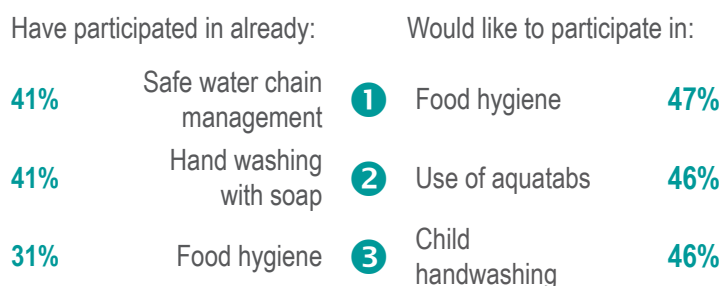 Have participated in already: Would like to participate in:
41% Safe water chain management 1 Food hygiene 47%
41% Hand washing with soap 2 Use of aquatabs 46%
31% Food hygiene 3 Child handwashing 46%